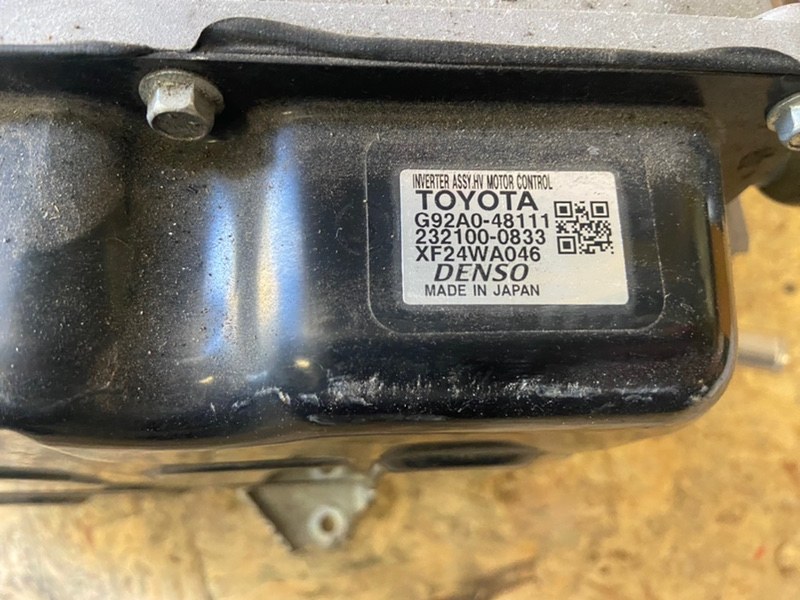 INVERTER ASSY.HV MOTOR CONTROL
TOYOTA
G92A0-48111
232100-0833
XF24WA046
DENSO
MADE IN JAPAN